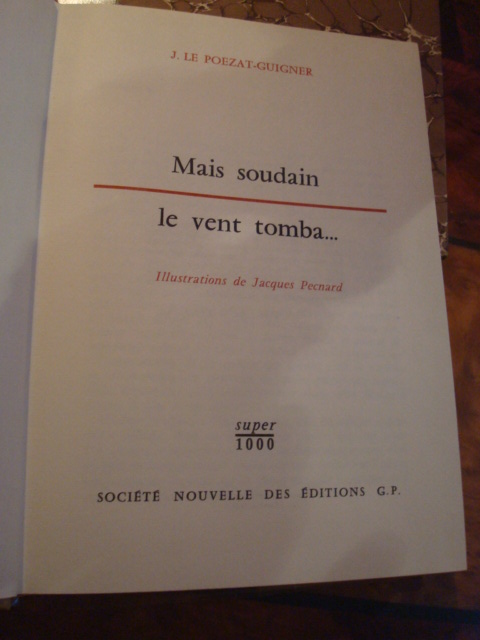 J. LE POEZAT-GUIGNER
Mais soudain
le vent tomba...
Illustrations de Jacques Pecnard
super
1000
SOCIÉTÉ NOUVELLE DES ÉDITIONS G.P.